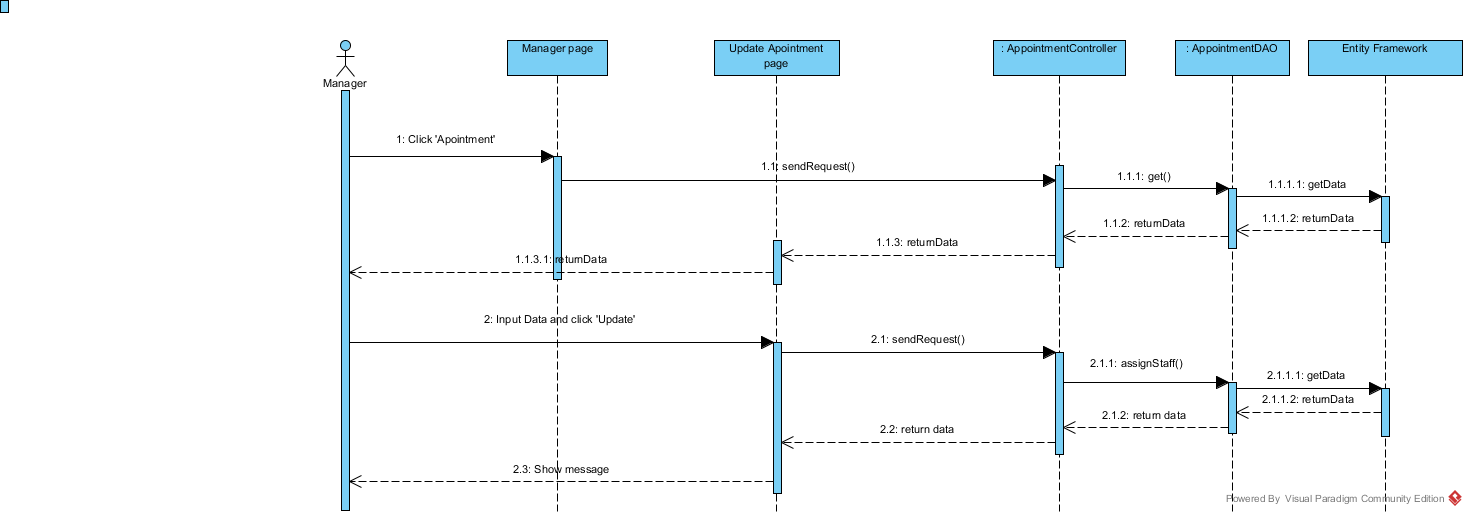 Manager
Manager page
Update Apointment
page
: AppointmentController
: AppointmentDAO
Entity Framework
1: Click 'Apointment'
1.1: sendRequest()
1.1.1: get()
1.1.1.1: getData
1.1.1.2: returnData
1.1.2: returnData
1.1.3: returnData
1.1.3.1: returnData
2: Input Data and click 'Update'
2.1: sendRequest()
2.1.1: assignStaff()
2.1.1.1: getData
2.1.1.2: returnData
2.1.2: return data
2.2: return data
2.3: Show message
Powered By Visual Paradigm Community Edition